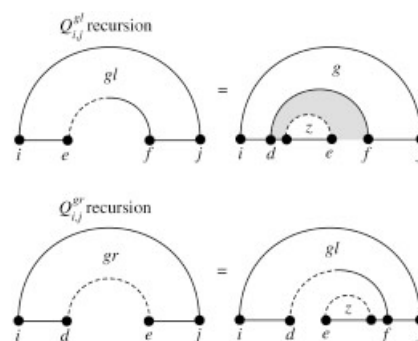 Q^{gl}_{i,j} recursion
gl = g
z
i e f j i d e f
Q^{gr}_{i,j} recursion
gr = gl
z
i d e j i d e f